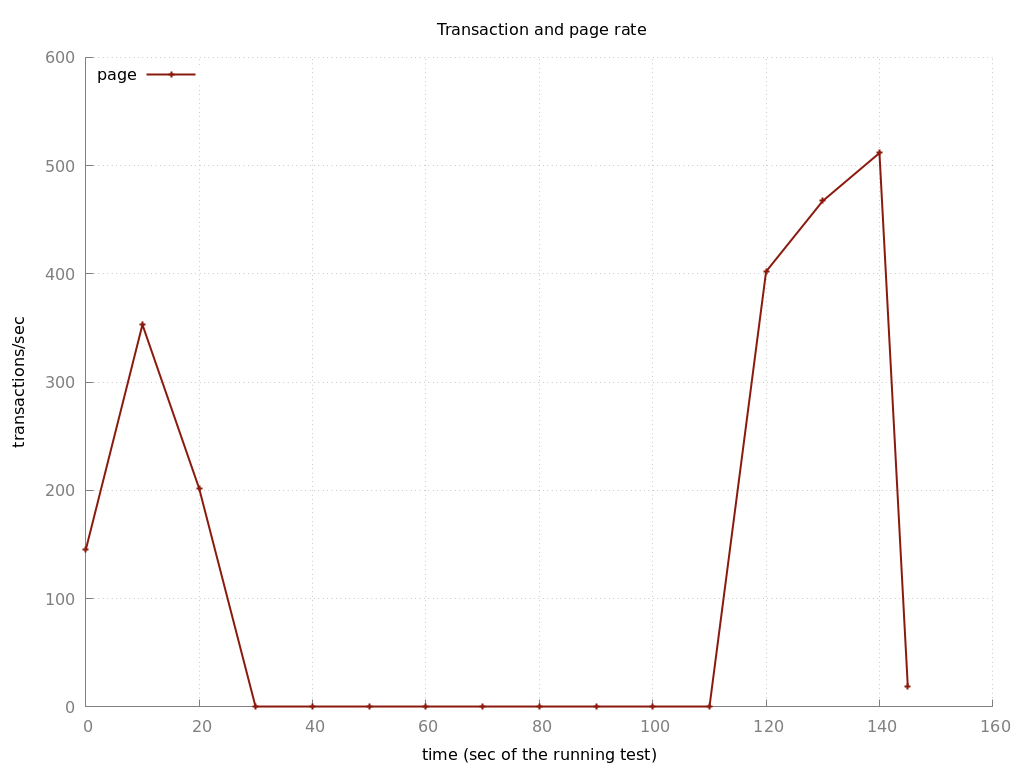 Transaction and page rate
600
page
500
400
300
200
100
0
transactions/sec
0 20 40 60 80 100 120 140 160
time (sec of the running test)